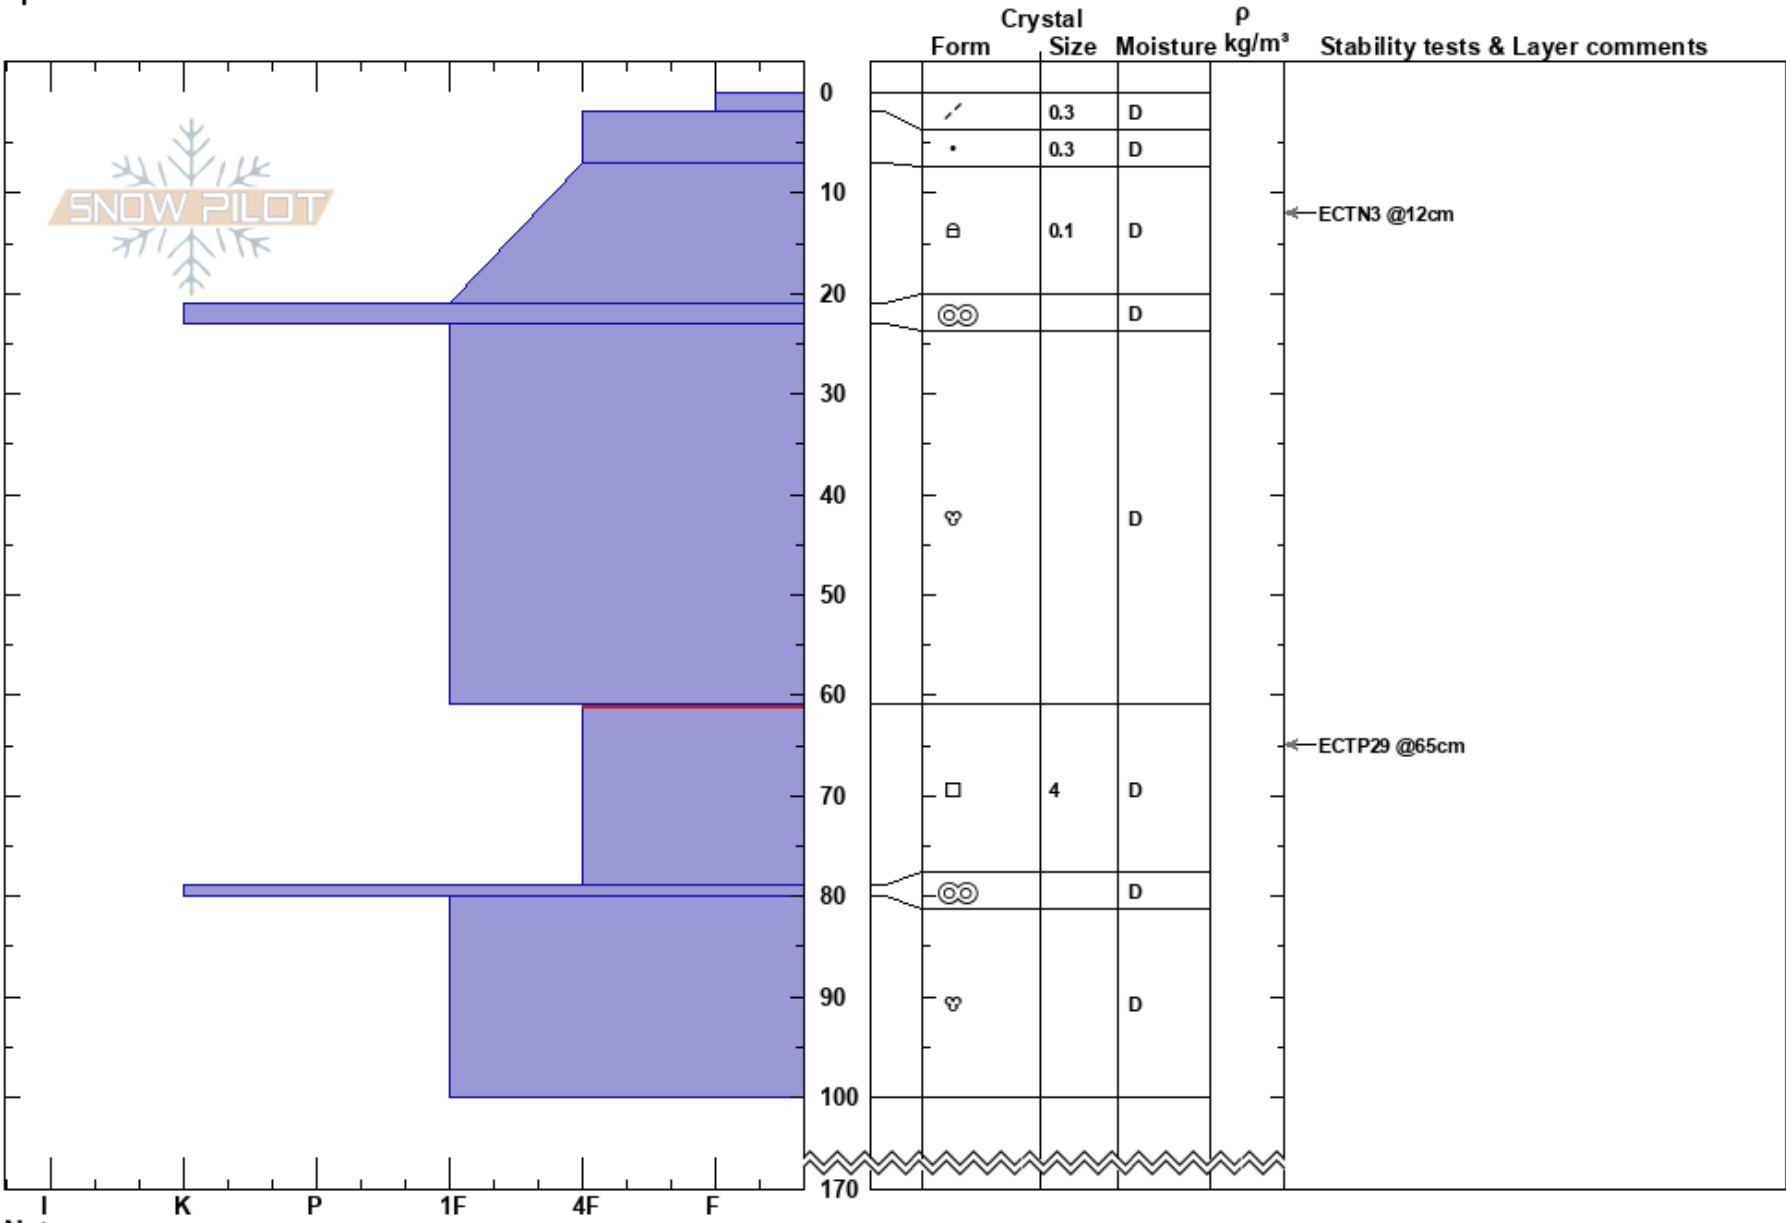 Crystal ρ
Form Size Moisture kg/m³ Stability tests & Layer comments
0
0.3 D
0.3 D
10
SNOW PILOT
ECTN3 @12cm
0.1 D
20
D
30
40
D
50
60
ECTP29 @65cm
70
4 D
80
D
90
D
100
170
I K P 1F 4F F